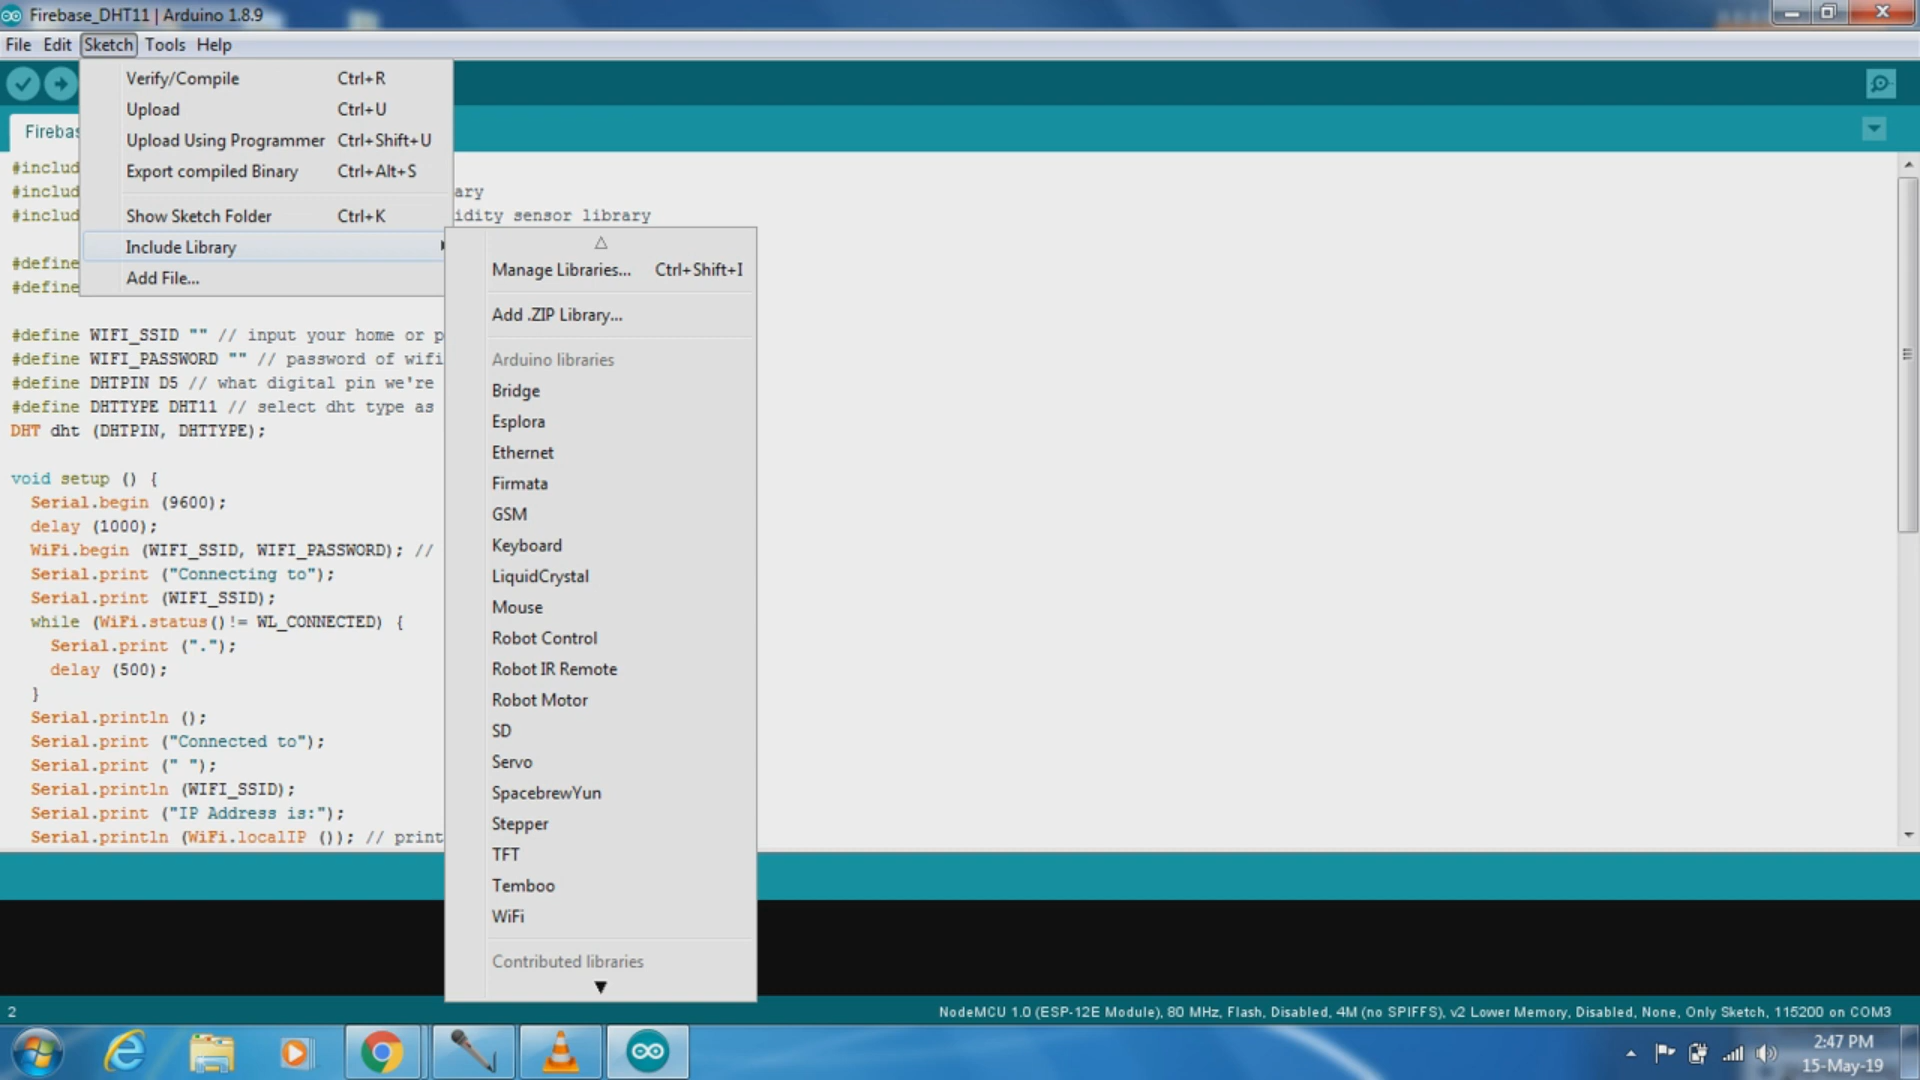 Firebase_DHT11 | Arduino 1.8.9
File Edit Sketch Tools Help
Verify/Compile Ctrl+R
Upload Ctrl+U
Upload Using Programmer Ctrl+Shift+U
Export compiled Binary Ctrl+Alt+S
Show Sketch Folder Ctrl+K
Include Library
Add File...
Firebas
#includ
#includ ary
#includ idity sensor library
#define
#define
#define WIFI_SSID "" // input your home or p
#define WIFI_PASSWORD "" // password of wifi
#define DHTPIN D5 // what digital pin we're
#define DHTTYPE DHT11 // select dht type as
DHT dht (DHTPIN, DHTTYPE);
void setup () {
Serial.begin (9600);
delay (1000);
WiFi.begin (WIFI_SSID, WIFI_PASSWORD); //
Serial.print ("Connecting to");
Serial.print (WIFI_SSID);
while (WiFi.status()!= WL_CONNECTED) {
Serial.print (".");
delay (500);
}
Serial.println ();
Serial.print ("Connected to");
Serial.print (" ");
Serial.println (WIFI_SSID);
Serial.print ("IP Address is:");
Serial.println (WiFi.localIP ()); // print
Manage Libraries... Ctrl+Shift+I
Add .ZIP Library...
Arduino libraries
Bridge
Esplora
Ethernet
Firmata
GSM
Keyboard
LiquidCrystal
Mouse
Robot Control
Robot IR Remote
Robot Motor
SD
Servo
SpacebrewYun
Stepper
TFT
Temboo
WiFi
Contributed libraries
2
NodeMCU 1.0 (ESP-12E Module), 80 MHz, Flash, Disabled, 4M (no SPIFFS), v2 Lower Memory, Disabled, None, Only Sketch, 115200 on COM3
2:47 PM
15-May-19